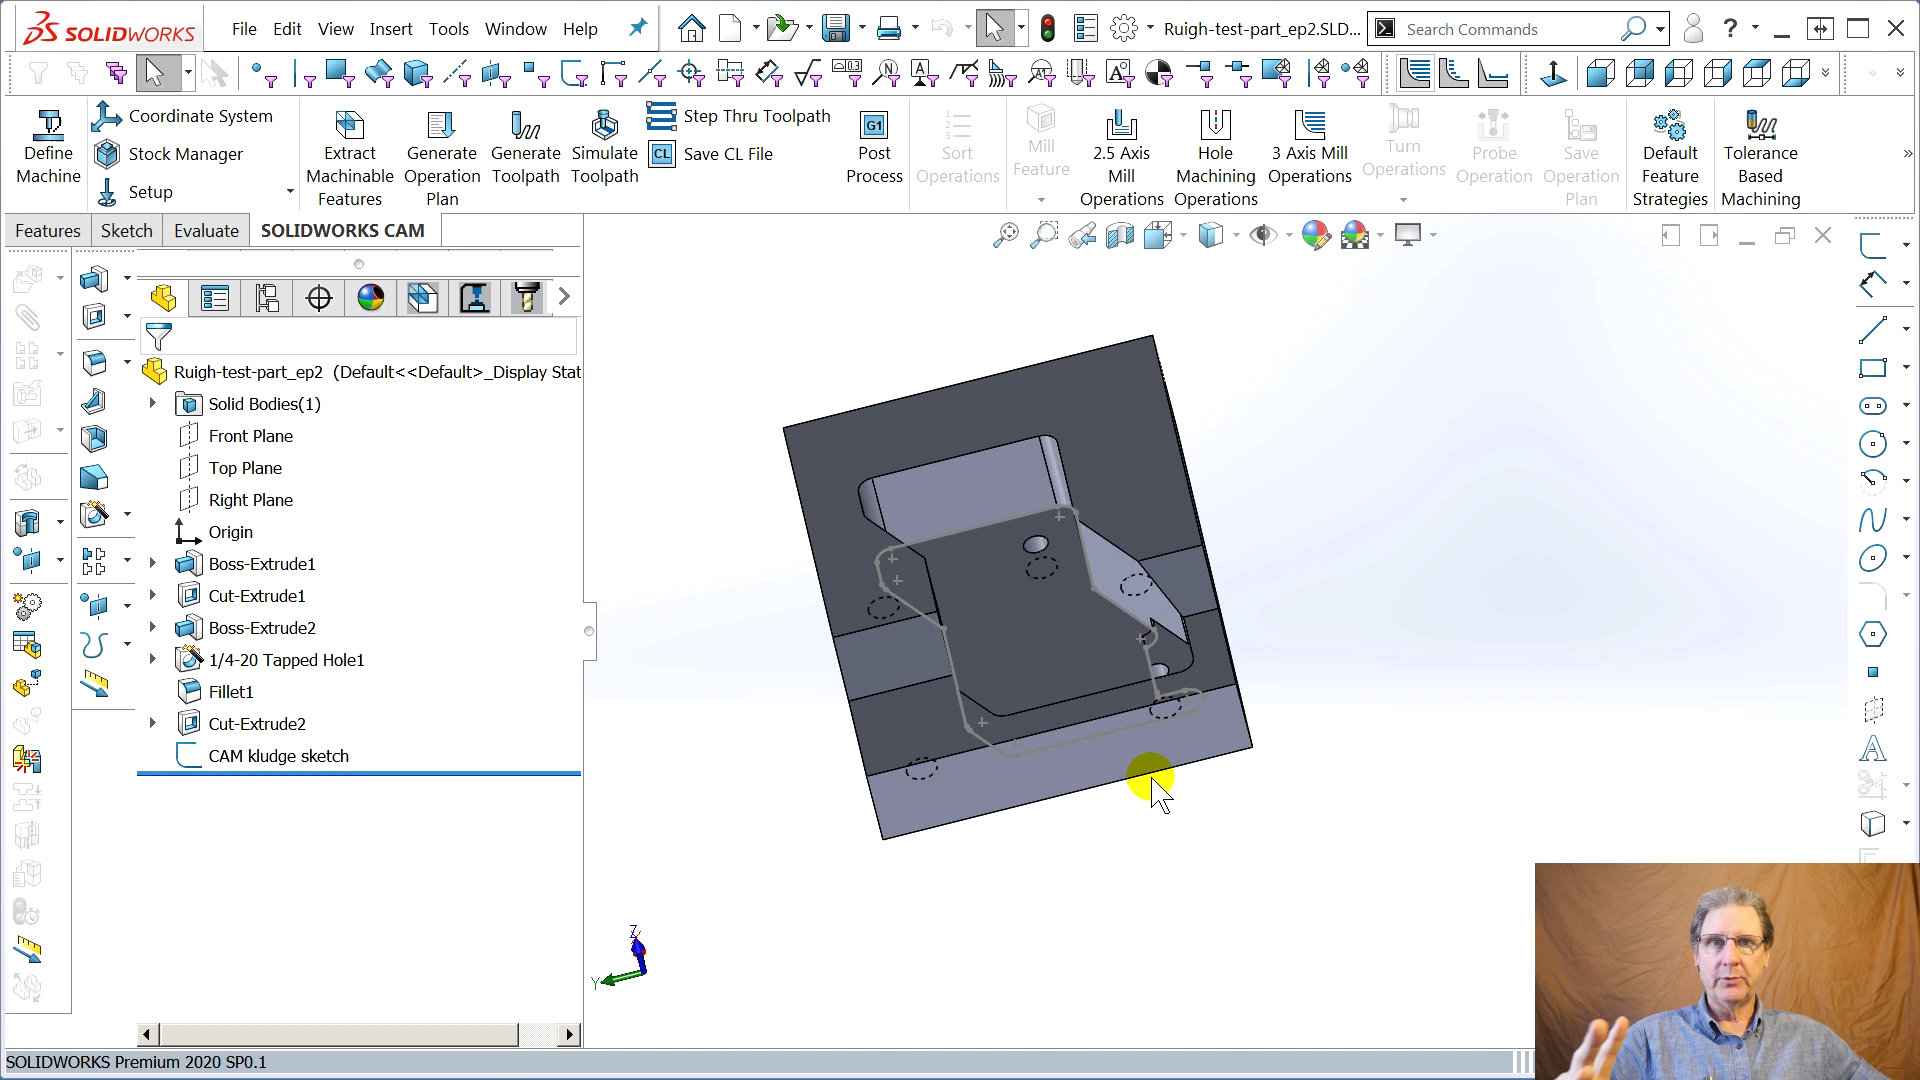 SOLIDWORKS
File Edit View Insert Tools Window Help
Ruigh-test-part_ep2.SLD...
Search Commands
Define Machine
Coordinate System
Stock Manager
Setup
Extract Machinable Features
Generate Operation Plan
Generate Toolpath
Simulate Toolpath
Step Thru Toolpath
CL Save CL File
G1 Post Process
Sort Operations
Mill Feature
2.5 Axis Mill Operations
Hole Machining Operations
3 Axis Mill Operations
Turn Operations
Probe Operation
Save Operation Plan
Default Feature Strategies
Tolerance Based Machining
Features Sketch Evaluate SOLIDWORKS CAM
Ruigh-test-part_ep2 (Default<<Default>_Display Stat
Solid Bodies(1)
Front Plane
Top Plane
Right Plane
Origin
Boss-Extrude1
Cut-Extrude1
Boss-Extrude2
1/4-20 Tapped Hole1
Fillet1
Cut-Extrude2
CAM kludge sketch
Z
Y
SOLIDWORKS Premium 2020 SP0.1